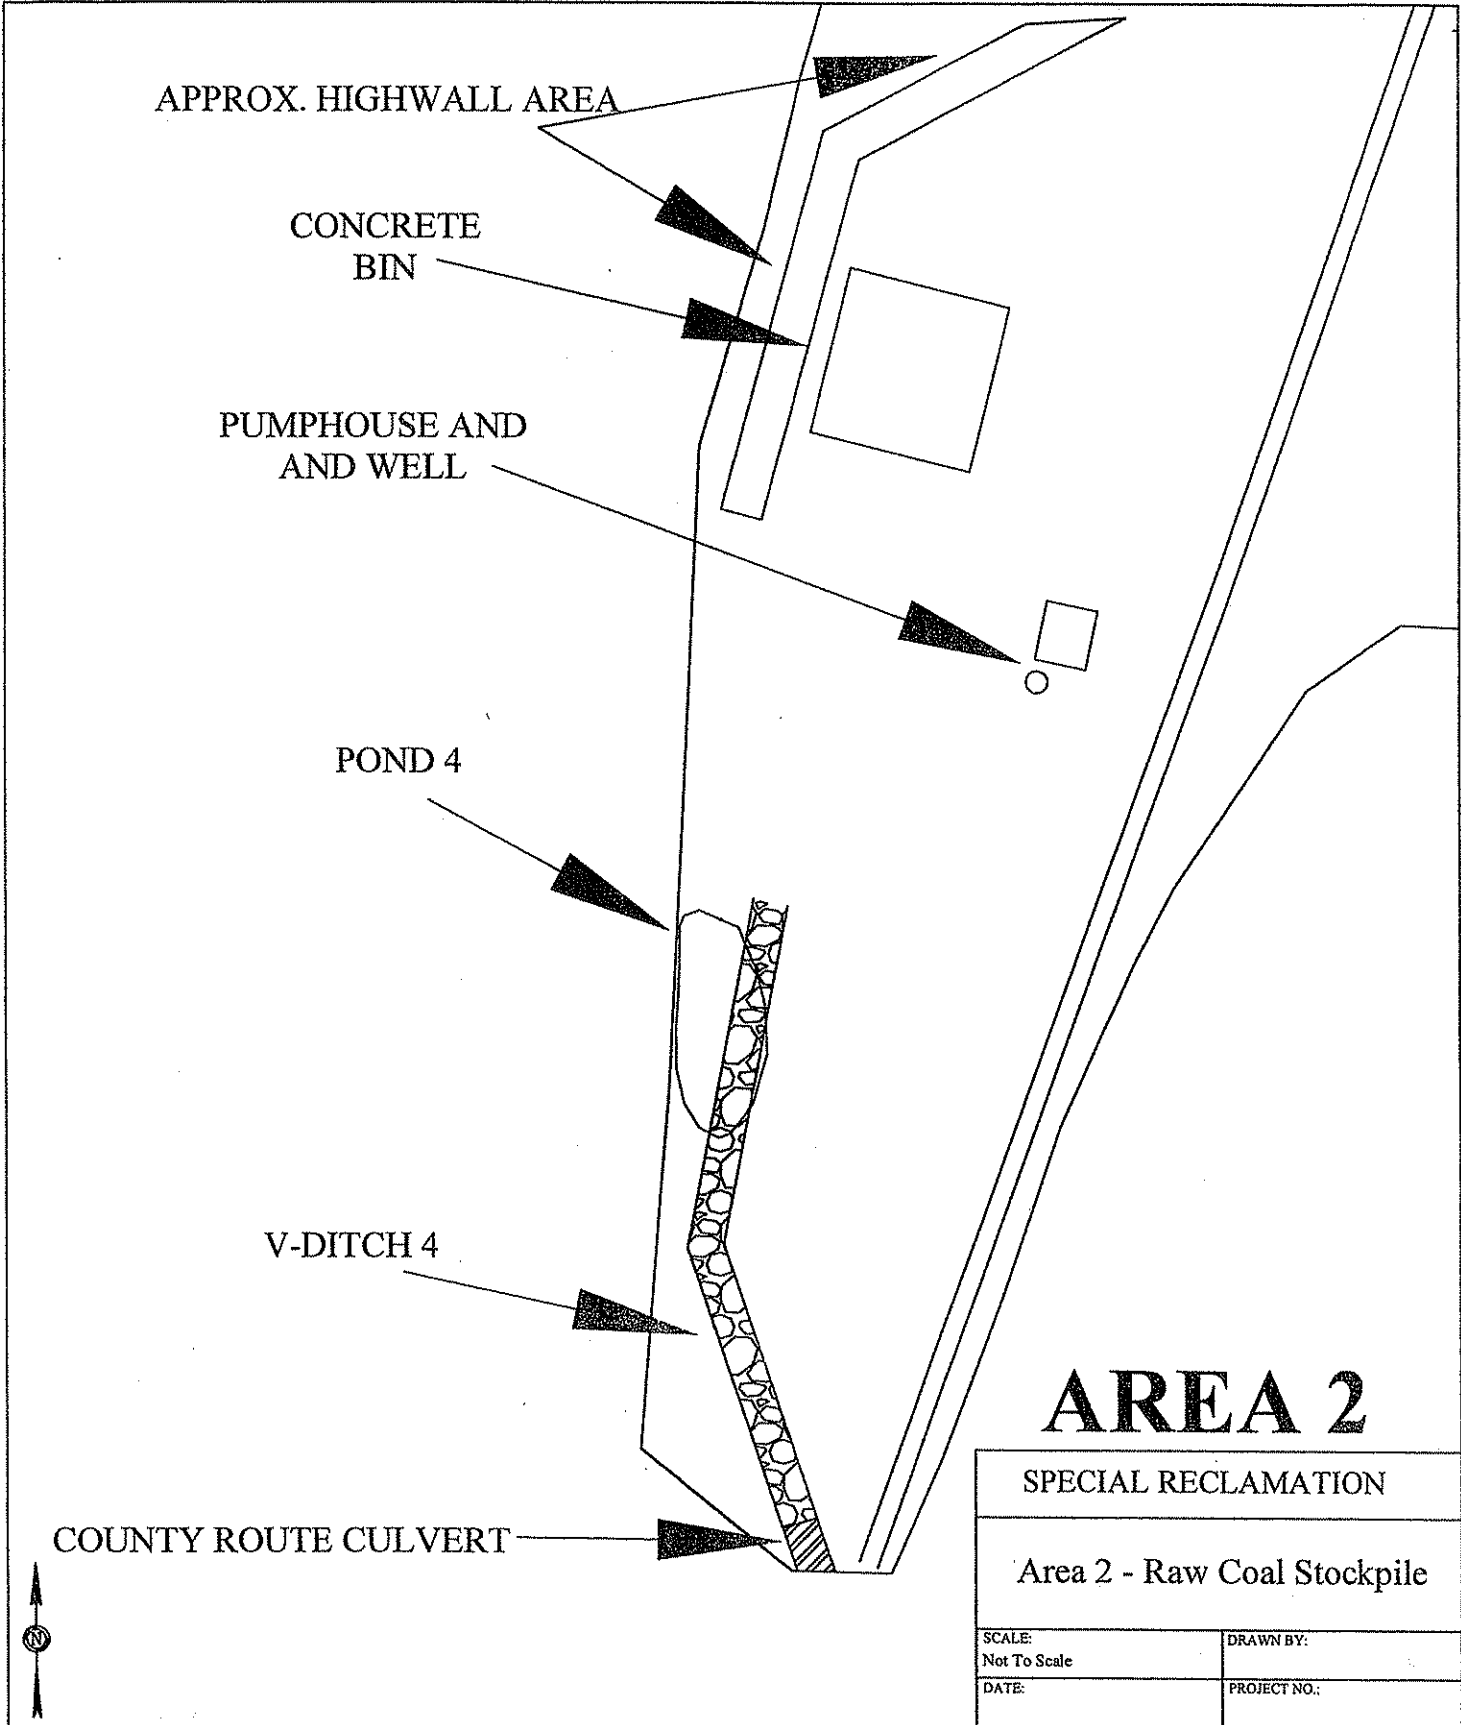 APPROX. HIGHWALL AREA
CONCRETE
BIN
PUMPHOUSE AND
AND WELL
POND 4
V-DITCH 4
COUNTY ROUTE CULVERT
N
AREA 2
SPECIAL RECLAMATION
Area 2 - Raw Coal Stockpile
SCALE:
Not To Scale
DRAWN BY:
DATE:
PROJECT NO.: